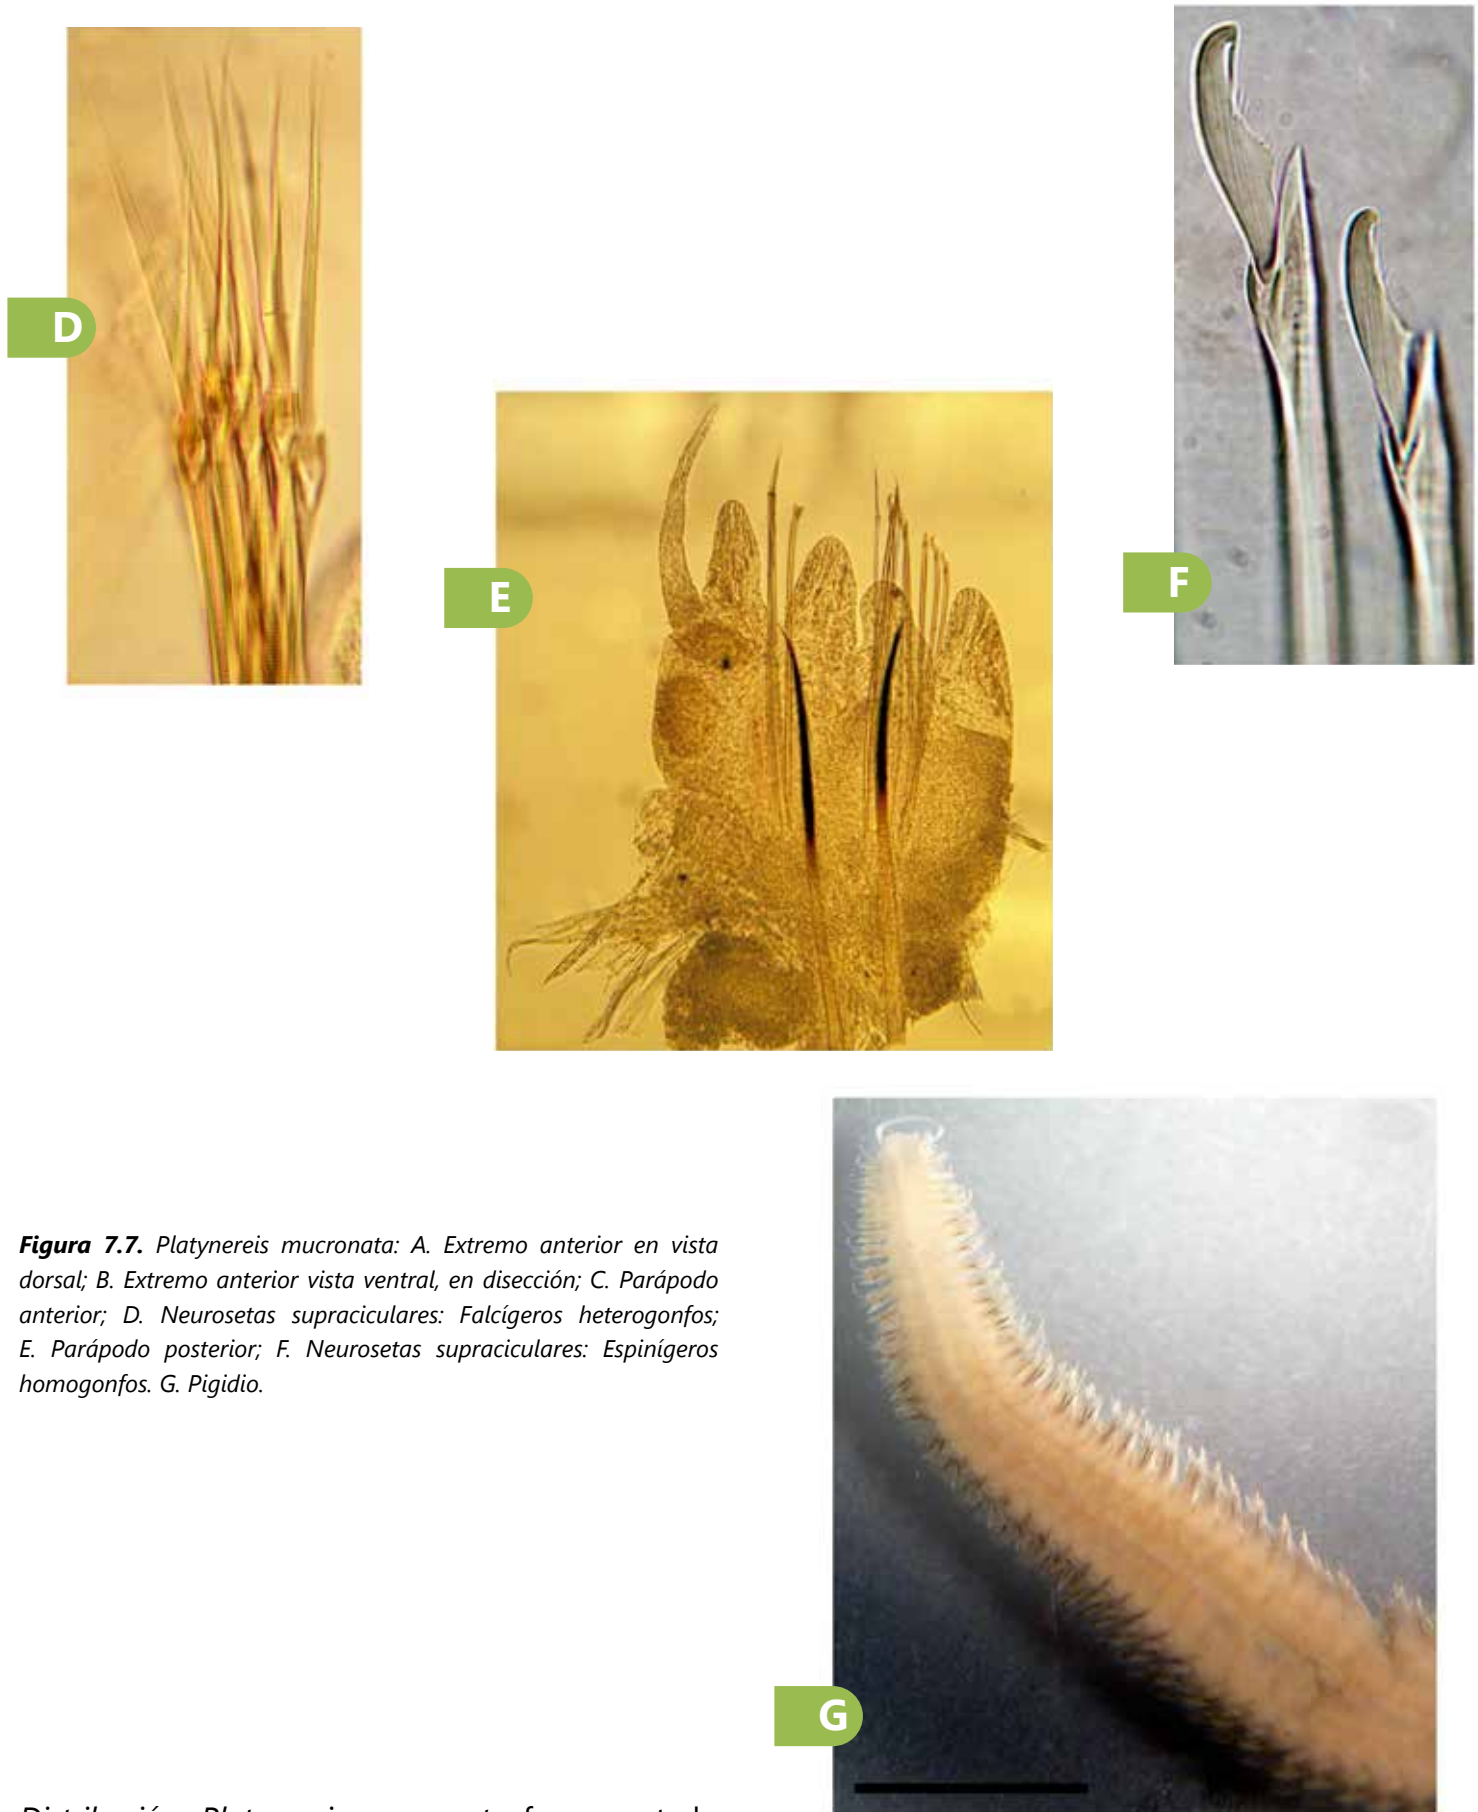 D
F
E
Figura 7.7. Platynereis mucronata: A. Extremo anterior en vista
dorsal; B. Extremo anterior vista ventral, en disección; C. Parápodo
anterior; D. Neurosetas supraciculares: Falcígeros heterogonfos;
E. Parápodo posterior; F. Neurosetas supraciculares: Espinígeros
homogonfos. G. Pigidio.
G